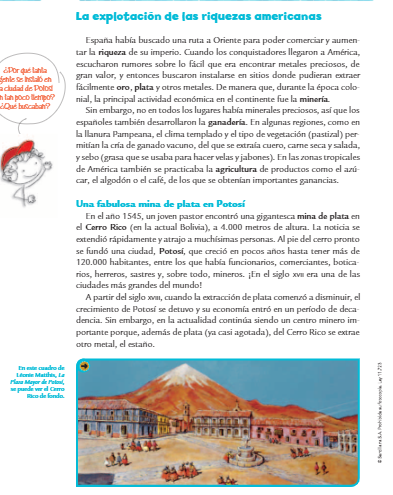 La explotación de las riquezas americanas
España había buscado una ruta a Oriente para poder comerciar y aumen-
tar la riqueza de su imperio. Cuando los conquistadores llegaron a América,
escucharon rumores sobre lo fácil que era encontrar metales preciosos, de
gran valor, y entonces buscaron instalarse en sitios donde pudieran extraer
fácilmente oro, plata y otros metales. De manera que, durante la época colo-
nial, la principal actividad económica en el continente fue la minería.
Sin embargo, no en todos los lugares había minerales preciosos, así que los
españoles también desarrollaron la ganadería. En algunas regiones, como en
la llanura Pampeana, el clima templado y el tipo de vegetación (pastizal) per-
mitían la cría de ganado vacuno, del que se extraía cuero, carne seca y salada,
y sebo (grasa que se usaba para hacer velas y jabones). En las zonas tropicales
de América también se practicaba la agricultura de productos como el azú-
car, el algodón o el café, de los que se obtenían importantes ganancias.
¿Por qué tanta
gente se instaló en
la ciudad de Potosí
en tan poco tiempo?
¿Qué buscaban?
Una fabulosa mina de plata en Potosí
En el año 1545, un joven pastor encontró una gigantesca mina de plata en
el Cerro Rico (en la actual Bolivia), a 4.000 metros de altura. La noticia se
extendió rápidamente y atrajo a muchísimas personas. Al pie del cerro pronto
se fundó una ciudad, Potosí, que creció en pocos años hasta tener más de
120.000 habitantes, entre los que había funcionarios, comerciantes, botica-
rios, herreros, sastres y, sobre todo, mineros. ¡En el siglo XVII era una de las
ciudades más grandes del mundo!
A partir del siglo XVIII, cuando la extracción de plata comenzó a disminuir, el
crecimiento de Potosí se detuvo y su economía entró en un período de deca-
dencia. Sin embargo, en la actualidad continúa siendo un centro minero im-
portante porque, además de plata (ya casi agotada), del Cerro Rico se extrae
otro metal, el estaño.
En este cuadro de
Léonie Matthis, La
Plaza Mayor de Potosí,
se puede ver el Cerro
Rico de fondo.
© Santillana S.A. Prohibida su fotocopia. Ley 11.723